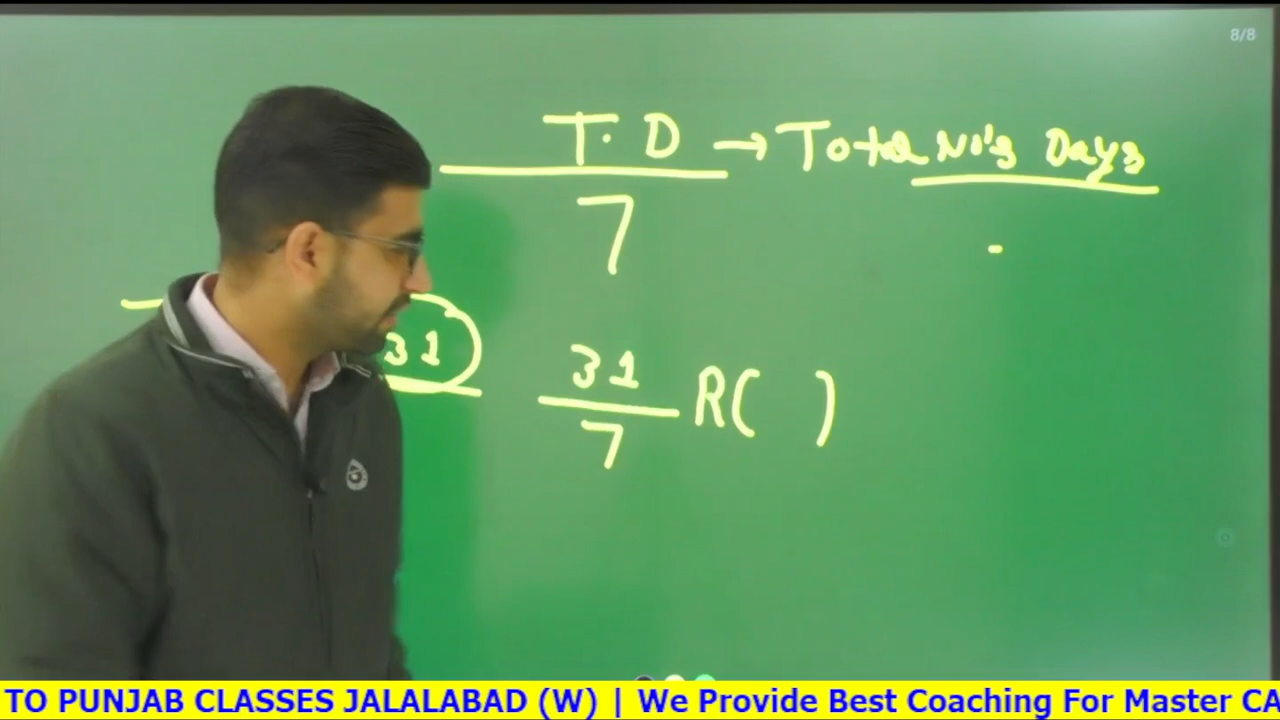 8/8
T.D → Total No's Days
7
31
31 R( )
7
TO PUNJAB CLASSES JALALABAD (W) | We Provide Best Coaching For Master CA